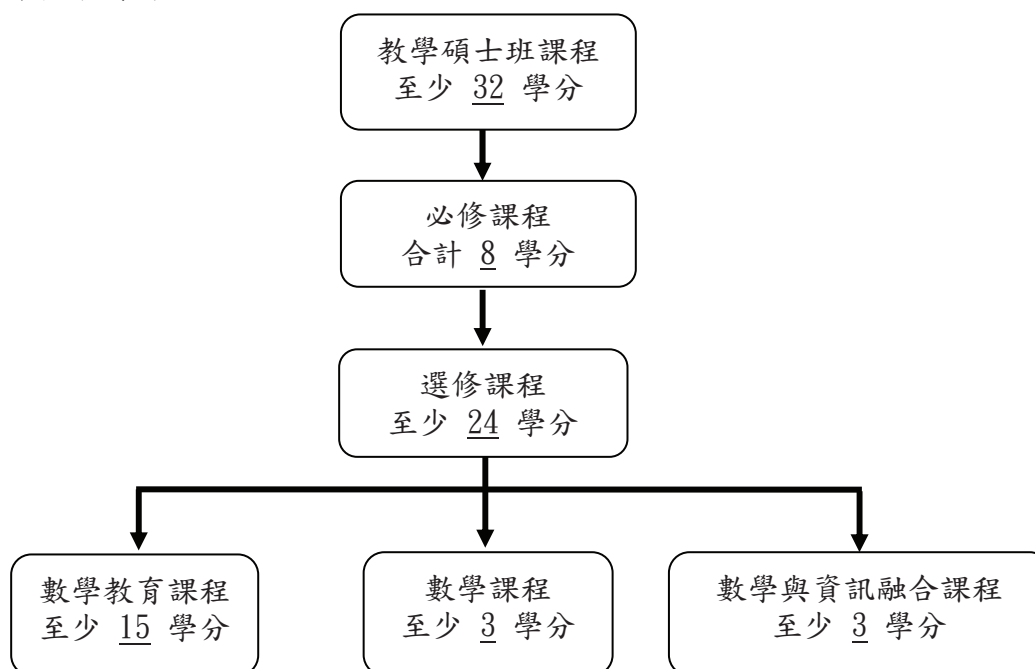 教學碩士班課程
至少 32 學分
必修課程
合計 8 學分
選修課程
至少 24 學分
數學教育課程
至少 15 學分
數學課程
至少 3 學分
數學與資訊融合課程
至少 3 學分